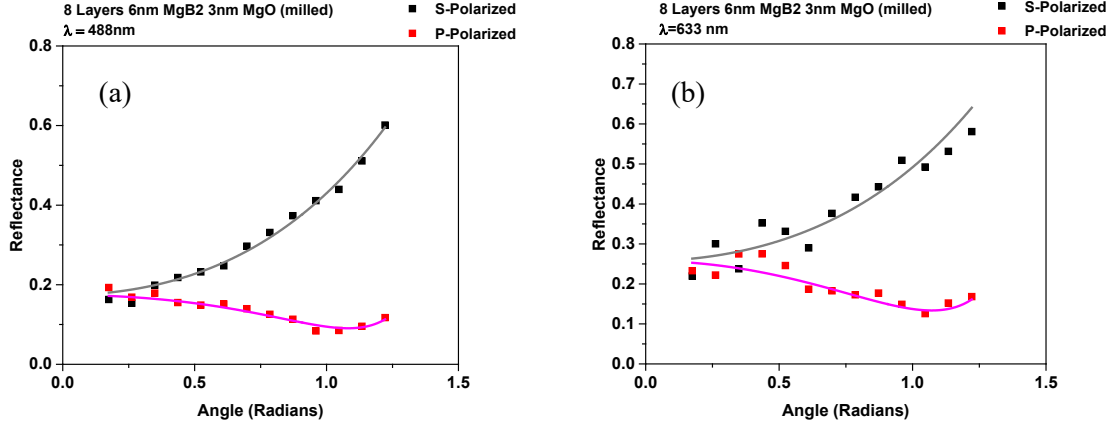 8 Layers 6nm MgB2 3nm MgO (milled)
λ = 488nm
S-Polarized
P-Polarized
(a)
Reflectance
0.8
0.6
0.4
0.2
0.0
0.0
0.5
1.0
1.5
Angle (Radians)
8 Layers 6nm MgB2 3nm MgO (milled)
λ=633 nm
S-Polarized
P-Polarized
(b)
Reflectance
0.8
0.7
0.6
0.5
0.4
0.3
0.2
0.1
0.0
0.0
0.5
1.0
1.5
Angle (Radians)